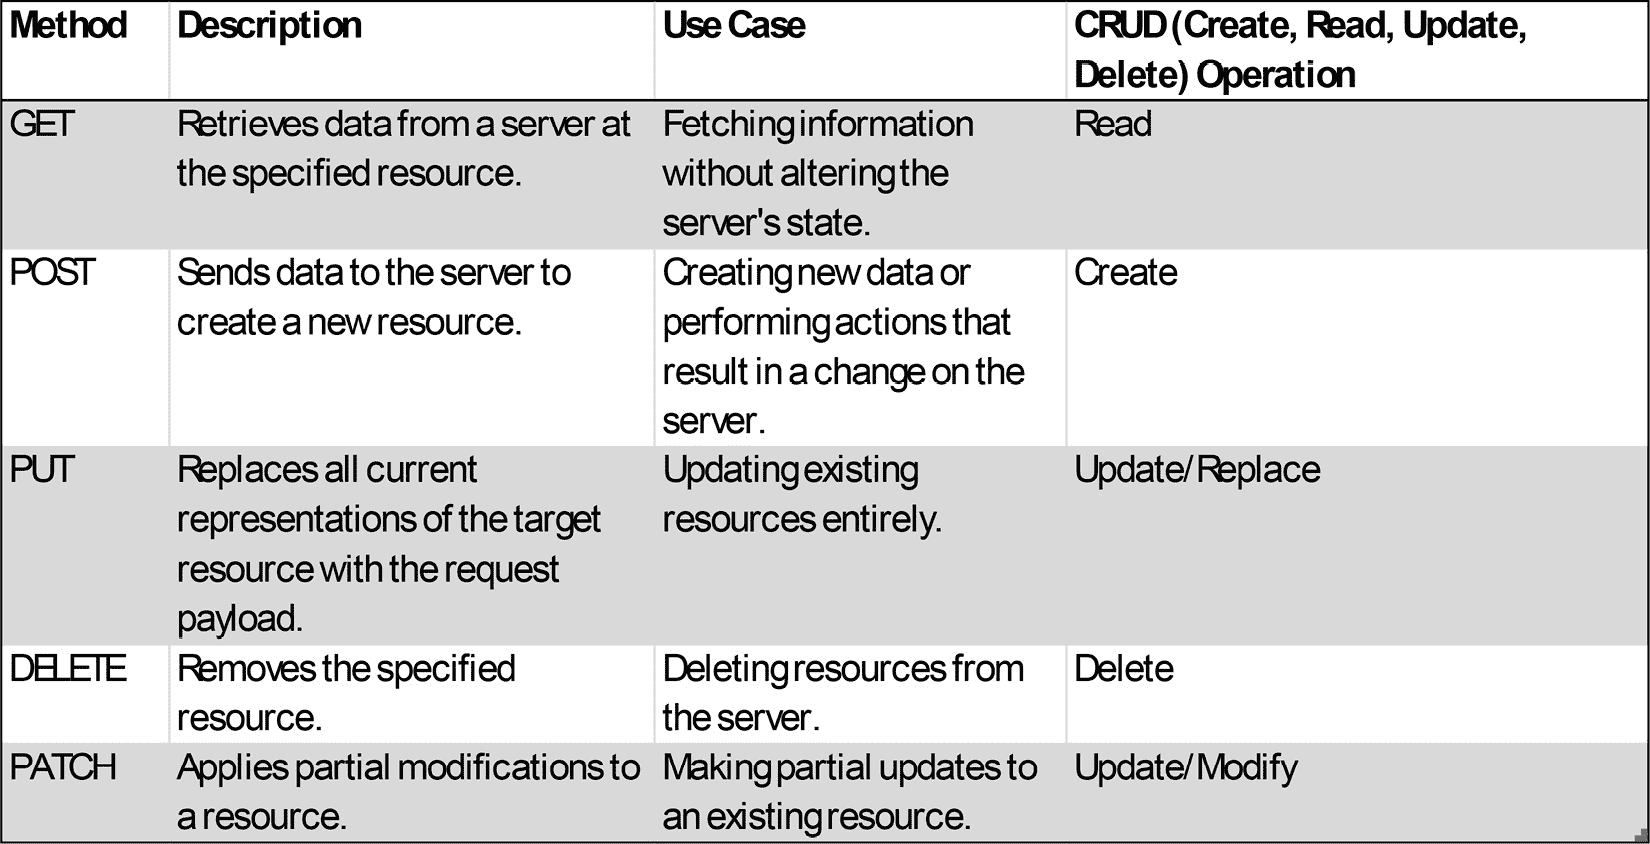 Method
Description
Use Case
CRUD (Create, Read, Update,
Delete) Operation
GET
Retrieves data from a server at
the specified resource.
Fetching information
without altering the
server's state.
Read
POST
Sends data to the server to
create a new resource.
Creating new data or
performing actions that
result in a change on the
server.
Create
PUT
Replaces all current
representations of the target
resource with the request
payload.
Updating existing
resources entirely.
Update/Replace
DELETE
Removes the specified
resource.
Deleting resources from
the server.
Delete
PATCH
Applies partial modifications to
a resource.
Making partial updates to
an existing resource.
Update/Modify